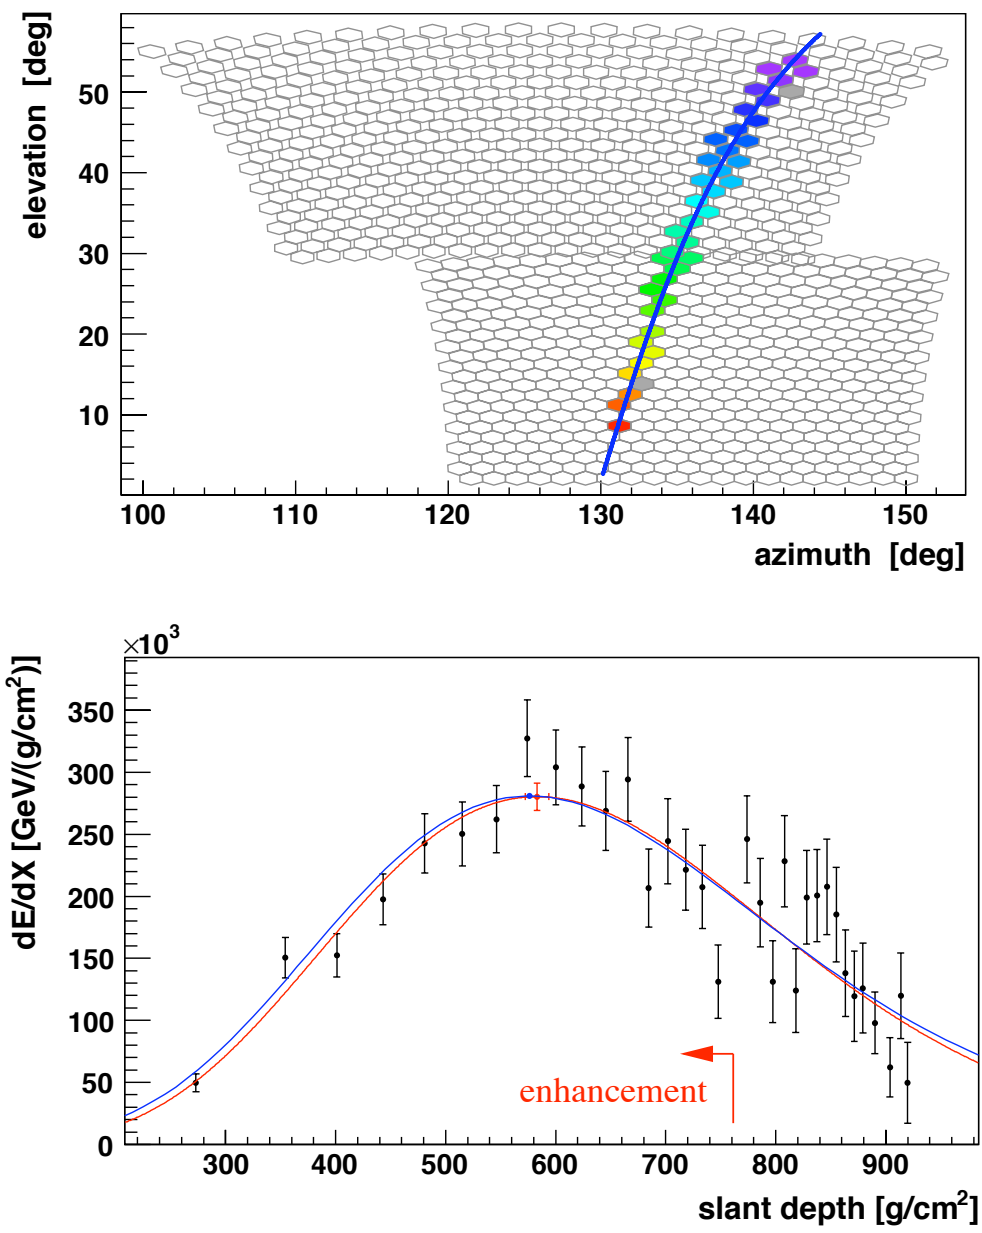 elevation [deg]
50
40
30
20
10
100 110 120 130 140 150
azimuth [deg]
×10³
dE/dX [GeV/(g/cm²)]
350
300
250
200
150
100
50
0
enhancement
300 400 500 600 700 800 900
slant depth [g/cm²]